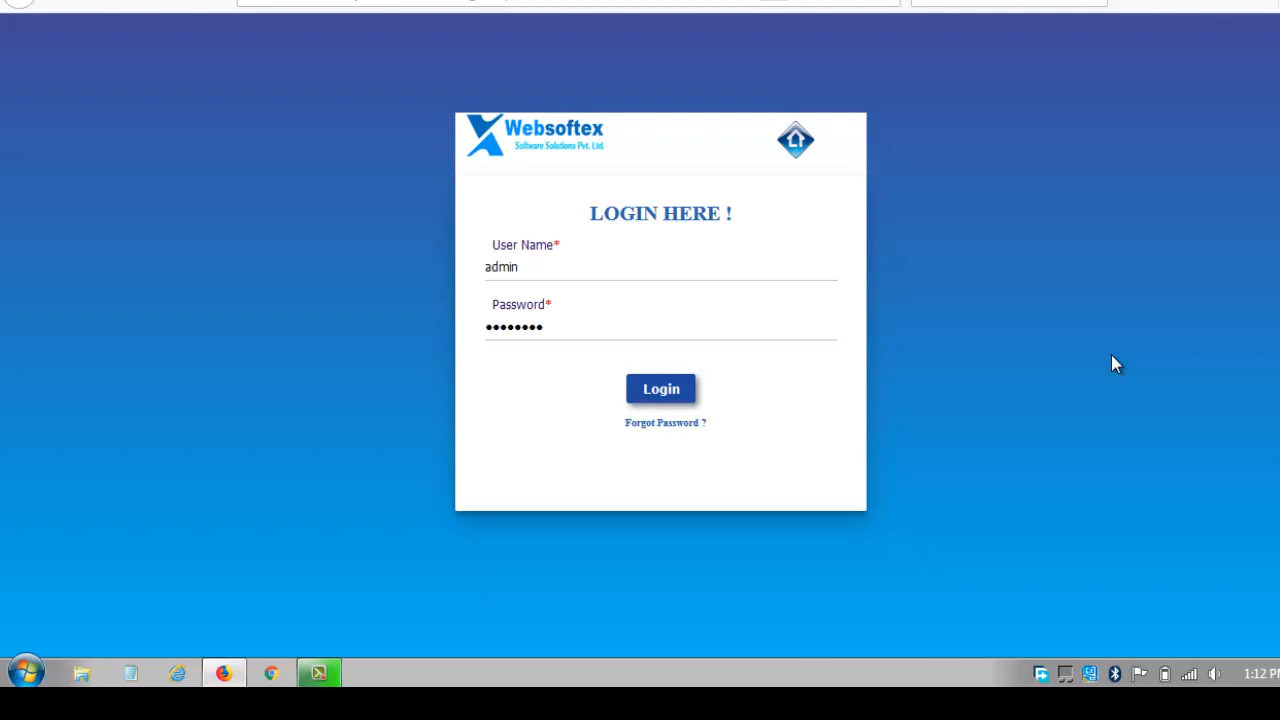 Websoftex
Software Solutions Pvt. Ltd.
LOGIN HERE !
User Name*
admin
Password*
••••••••
Login
Forgot Password ?
1:12 PM